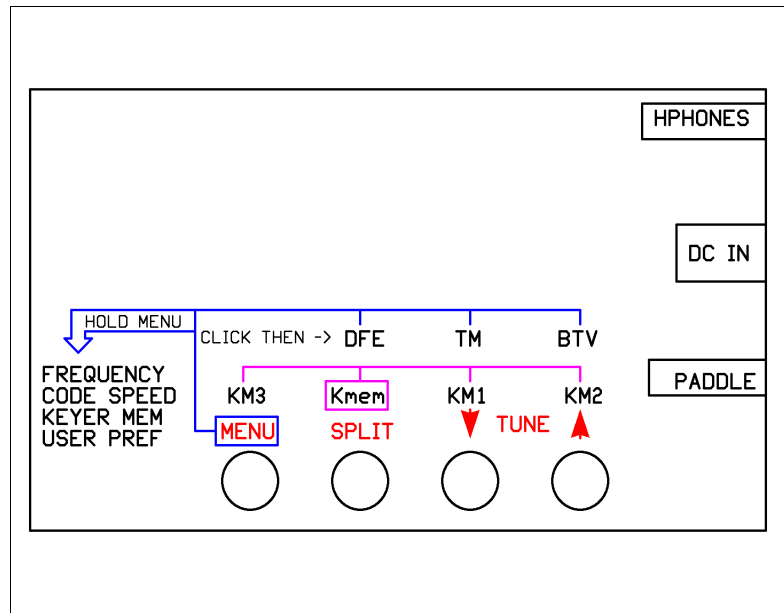 HPHONES
DC IN
HOLD MENU
CLICK THEN -> DFE TM BTV
FREQUENCY
CODE SPEED
KEYER MEM
USER PREF
KM3 Kmem KM1 KM2
PADDLE
MENU SPLIT TUNE